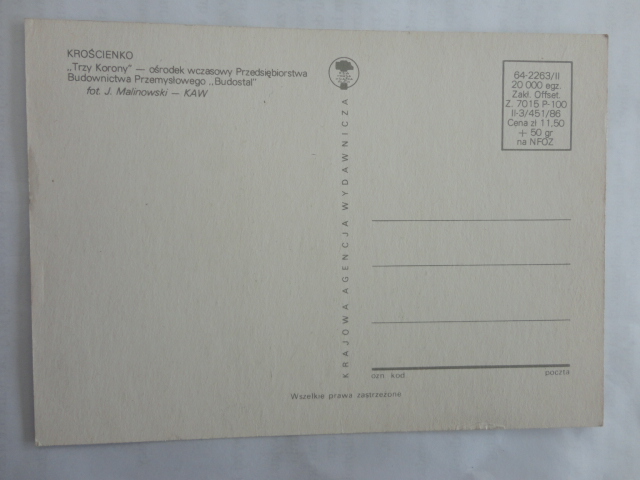 KROŚCIENKO
„Trzy Korony" — ośrodek wczasowy Przedsiębiorstwa
Budownictwa Przemysłowego „Budostal"
fot. J. Malinowski — KAW
KRAJOWA AGENCJA WYDAWNICZA
64-2263/II
20 000 egz.
Zakł. Offset.
Z. 7015 P-100
II-3/451/86
Cena zł 11,50
+ 50 gr
na NFOZ
ozn. kod.
poczta
Wszelkie prawa zastrzeżone